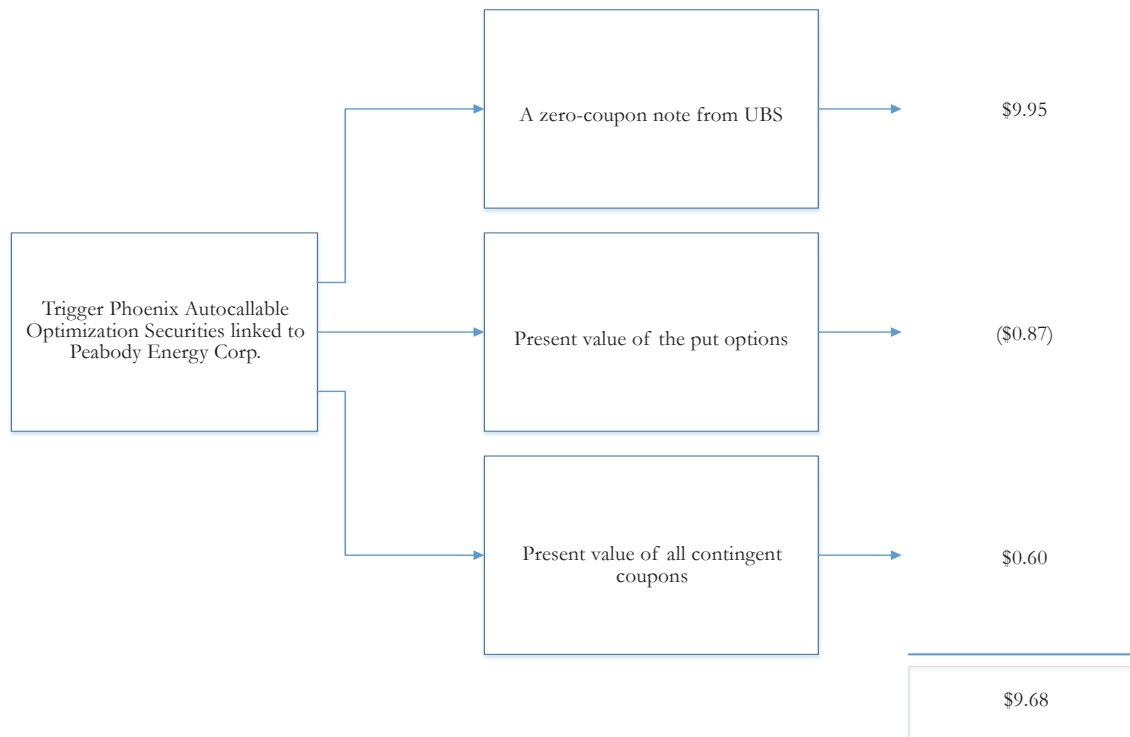 A zero-coupon note from UBS
$9.95
Trigger Phoenix Autocallable
Optimization Securities linked to
Peabody Energy Corp.
Present value of the put options
($0.87)
Present value of all contingent
coupons
$0.60
$9.68